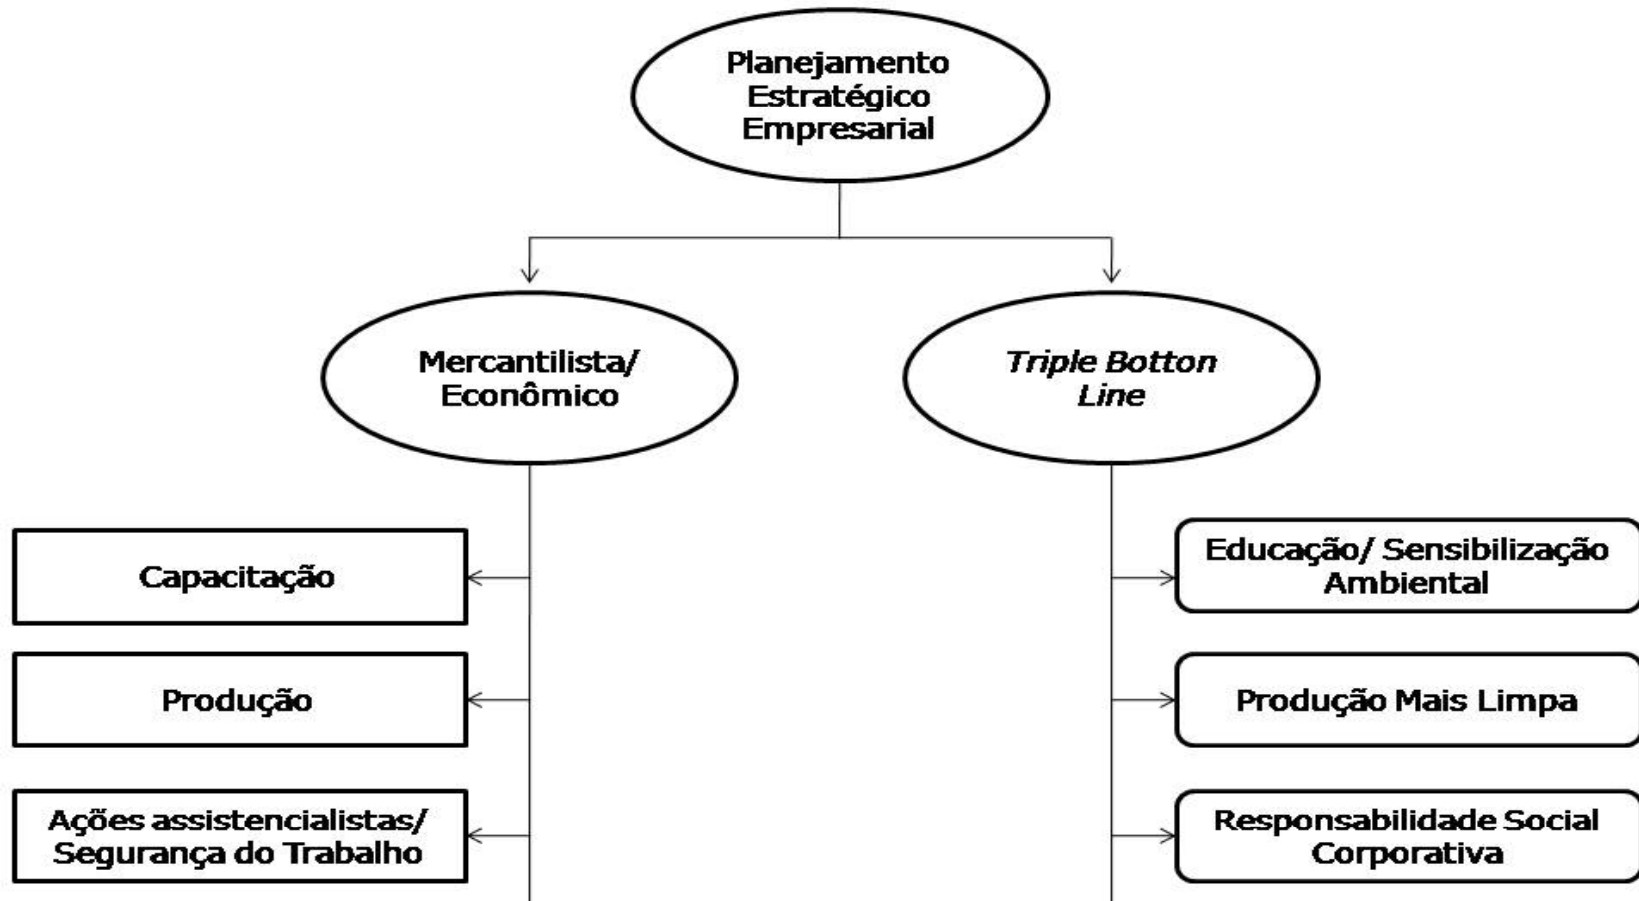 Planejamento
Estratégico
Empresarial
Mercantilista/
Econômico
Triple Botton
Line
Capacitação
Educação/ Sensibilização
Ambiental
Produção
Produção Mais Limpa
Ações assistencialistas/
Segurança do Trabalho
Responsabilidade Social
Corporativa